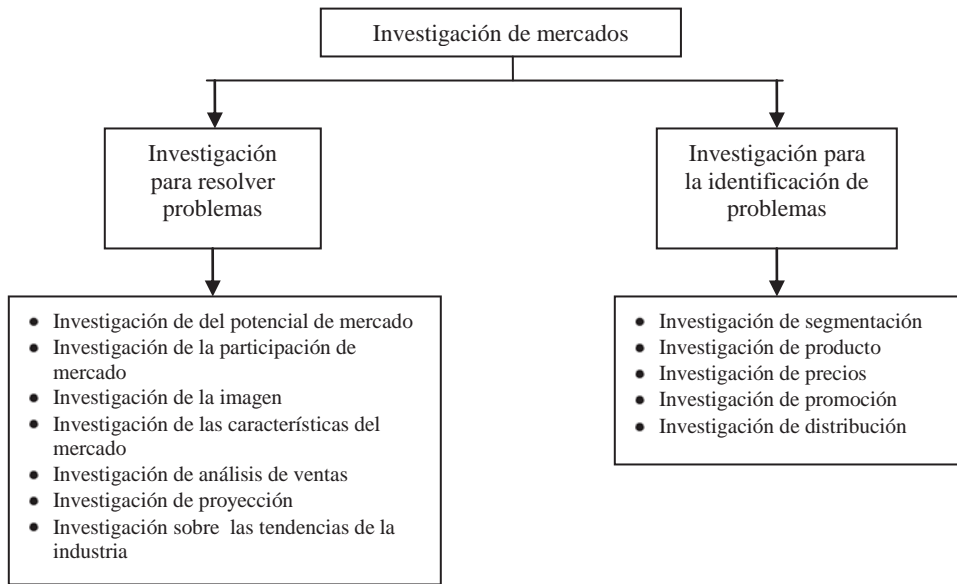 Investigación de mercados
Investigación
para resolver
problemas
Investigación para
la identificación de
problemas
● Investigación de del potencial de mercado
● Investigación de la participación de
mercado
● Investigación de la imagen
● Investigación de las características del
mercado
● Investigación de análisis de ventas
● Investigación de proyección
● Investigación sobre las tendencias de la
industria
● Investigación de segmentación
● Investigación de producto
● Investigación de precios
● Investigación de promoción
● Investigación de distribución